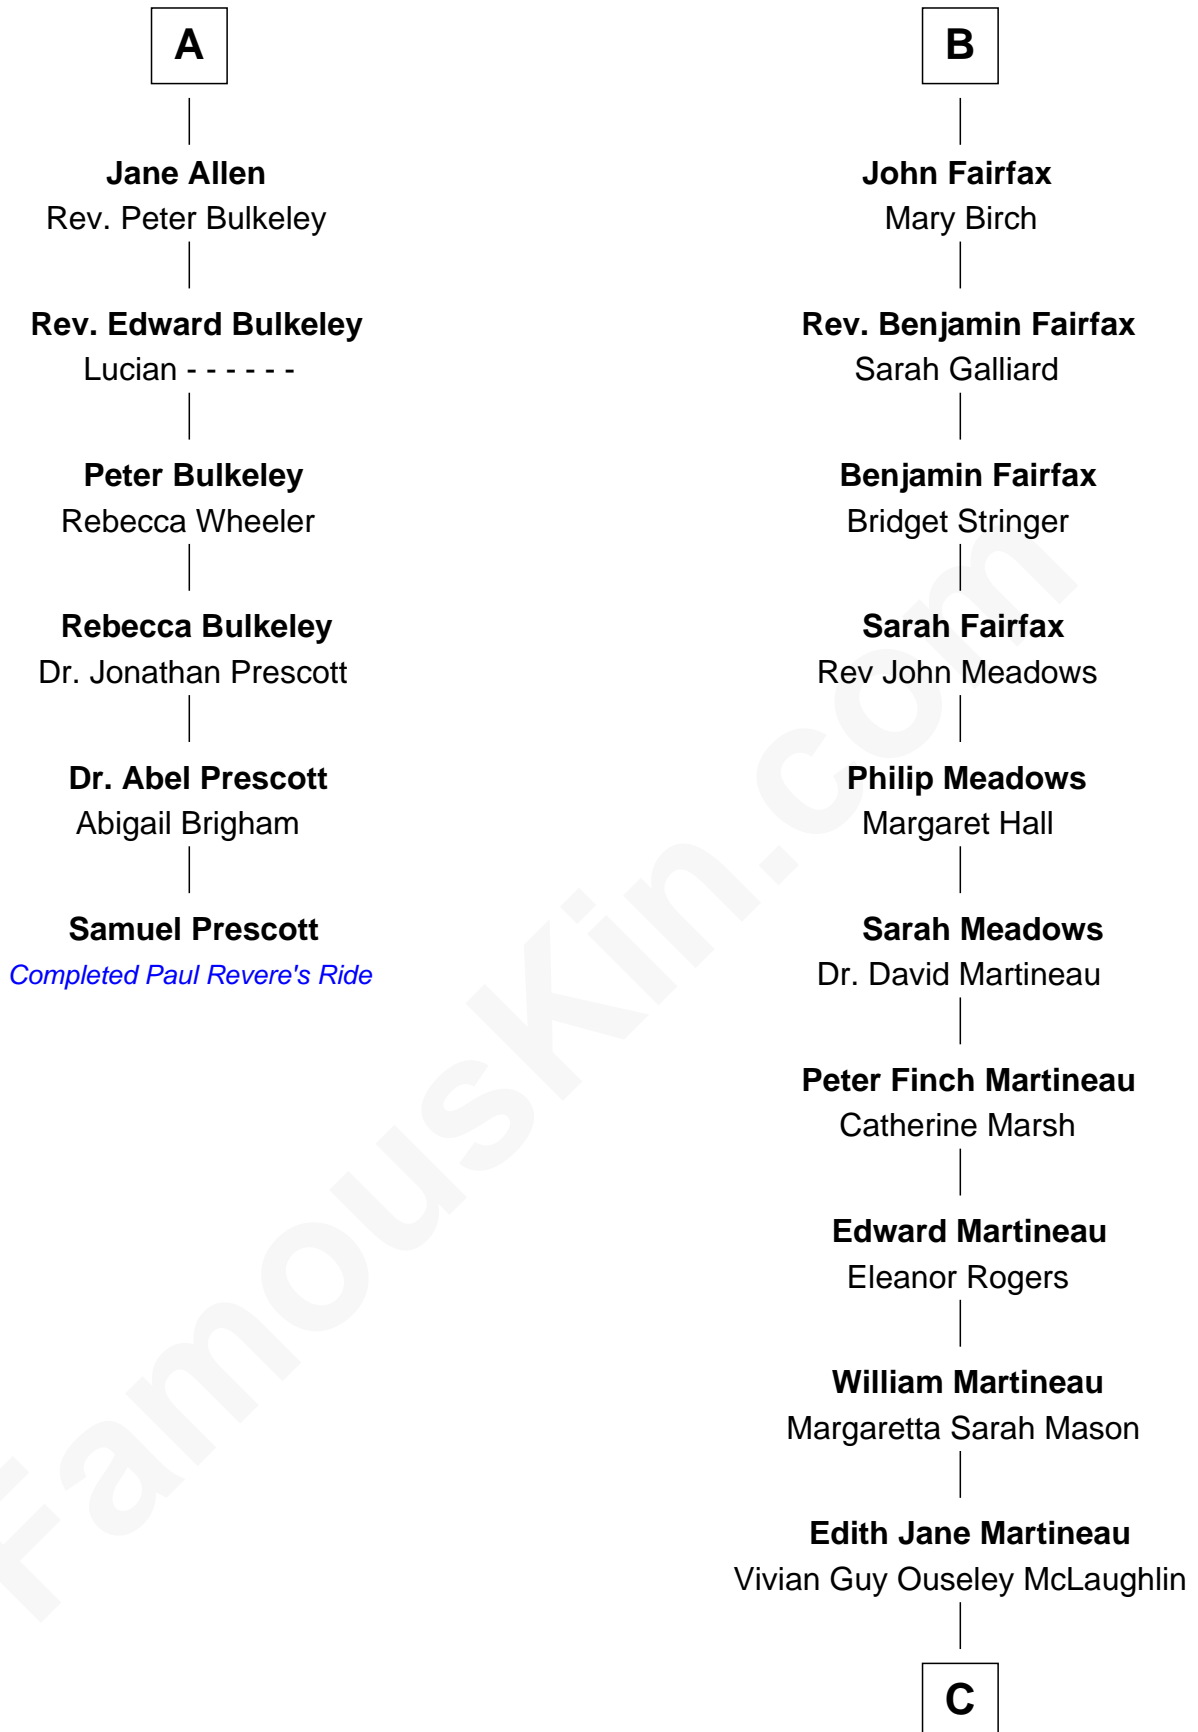 A
Jane Allen
Rev. Peter Bulkeley
Rev. Edward Bulkeley
Lucian - - - - - -
Peter Bulkeley
Rebecca Wheeler
Rebecca Bulkeley
Dr. Jonathan Prescott
Dr. Abel Prescott
Abigail Brigham
Samuel Prescott
Completed Paul Revere's Ride
B
John Fairfax
Mary Birch
Rev. Benjamin Fairfax
Sarah Galliard
Benjamin Fairfax
Bridget Stringer
Sarah Fairfax
Rev John Meadows
Philip Meadows
Margaret Hall
Sarah Meadows
Dr. David Martineau
Peter Finch Martineau
Catherine Marsh
Edward Martineau
Eleanor Rogers
William Martineau
Margaretta Sarah Mason
Edith Jane Martineau
Vivian Guy Ouseley McLaughlin
C
FamousKin.com